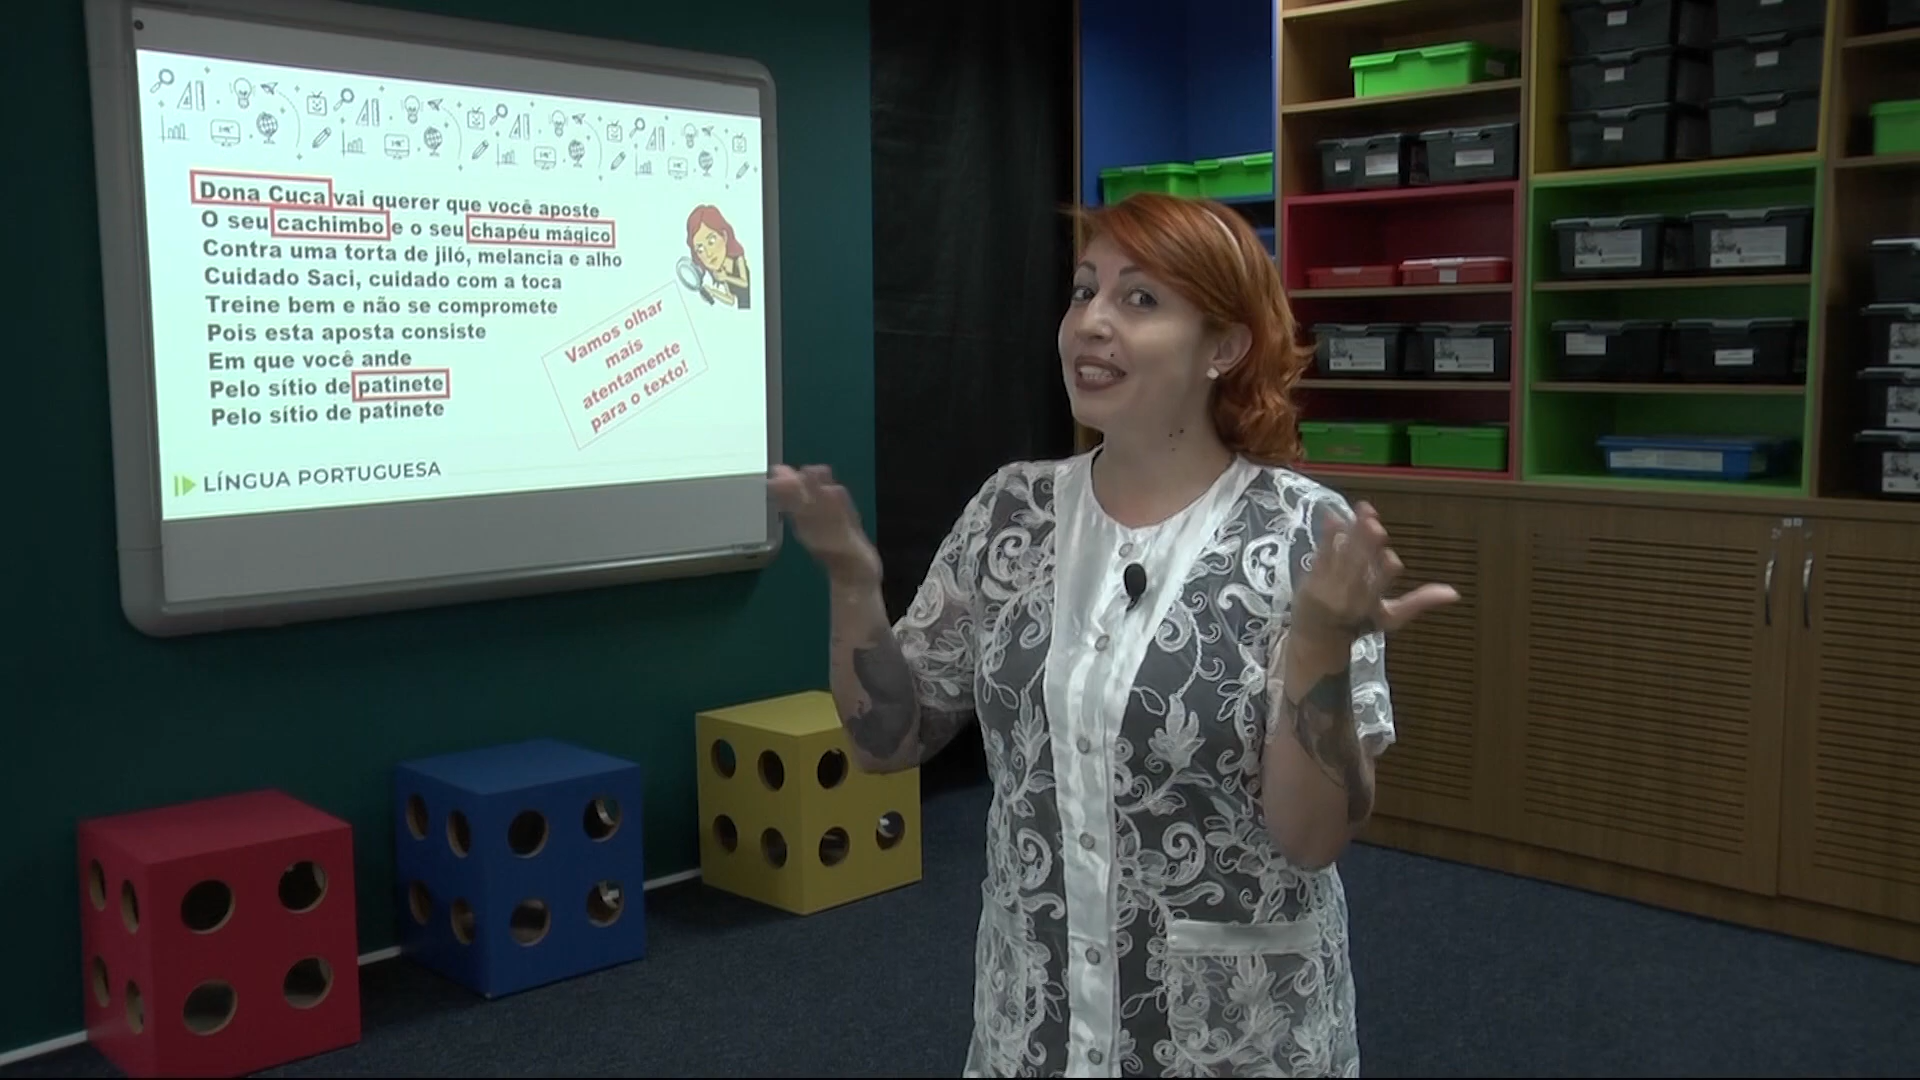 Dona Cuca vai querer que você aposte
O seu cachimbo e o seu chapéu mágico
Contra uma torta de jiló, melancia e alho
Cuidado Saci, cuidado com a toca
Treine bem e não se compromete
Pois esta aposta consiste
Em que você ande
Pelo sítio de patinete
Pelo sítio de patinete
Vamos olhar
mais
atentamente
para o texto!
LÍNGUA PORTUGUESA